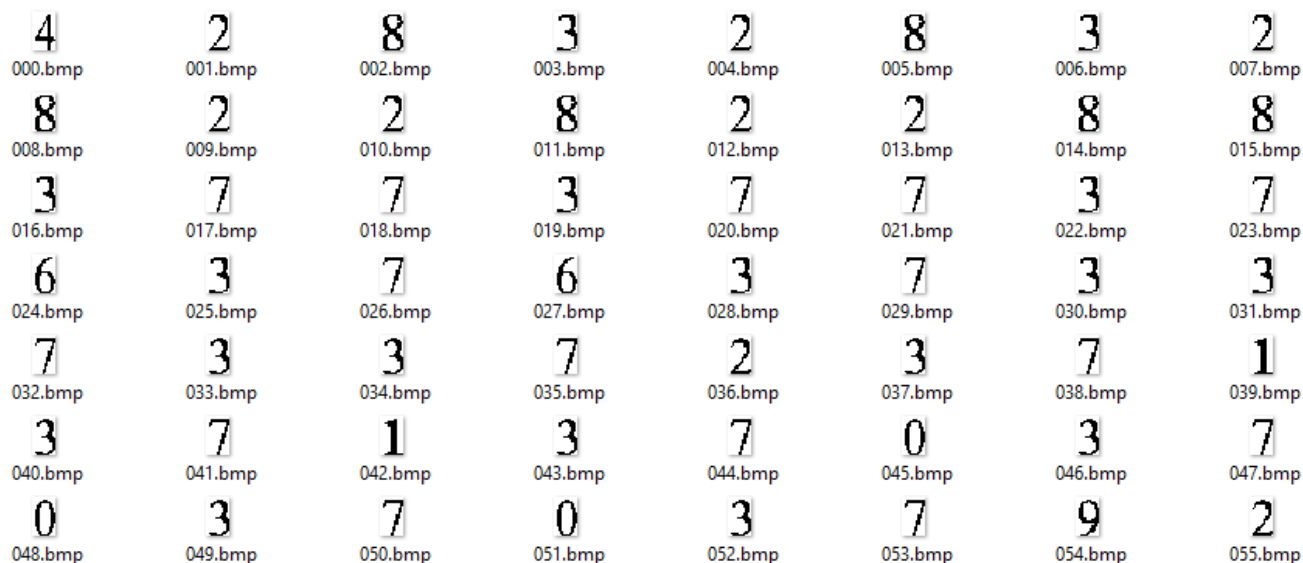 4 2 8 3 2 8 3 2
000.bmp 001.bmp 002.bmp 003.bmp 004.bmp 005.bmp 006.bmp 007.bmp
8 2 2 8 2 2 8 8
008.bmp 009.bmp 010.bmp 011.bmp 012.bmp 013.bmp 014.bmp 015.bmp
3 7 7 3 7 7 3 7
016.bmp 017.bmp 018.bmp 019.bmp 020.bmp 021.bmp 022.bmp 023.bmp
6 3 7 6 3 7 3 3
024.bmp 025.bmp 026.bmp 027.bmp 028.bmp 029.bmp 030.bmp 031.bmp
7 3 3 7 2 3 7 1
032.bmp 033.bmp 034.bmp 035.bmp 036.bmp 037.bmp 038.bmp 039.bmp
3 7 1 3 7 0 3 7
040.bmp 041.bmp 042.bmp 043.bmp 044.bmp 045.bmp 046.bmp 047.bmp
0 3 7 0 3 7 9 2
048.bmp 049.bmp 050.bmp 051.bmp 052.bmp 053.bmp 054.bmp 055.bmp